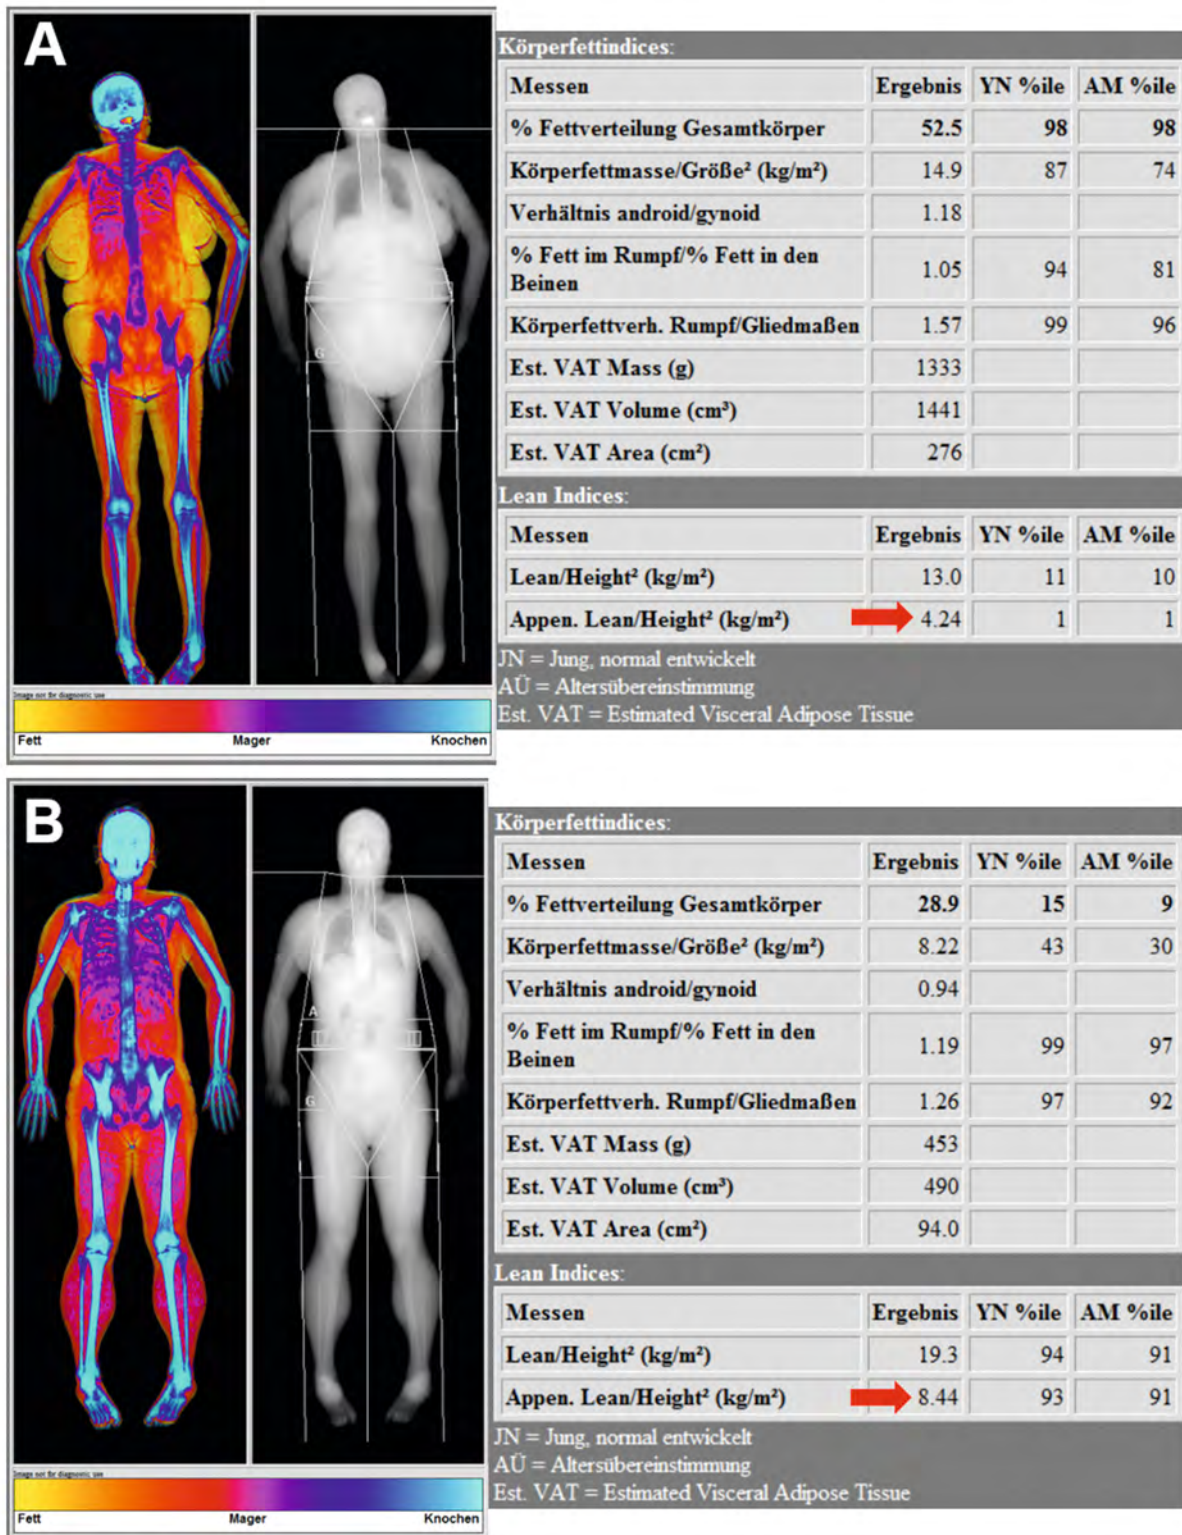 A
G
Image not for diagnostic use
Fett Mager Knochen
Körperfettindices:
Messen Ergebnis YN %ile AM %ile
% Fettverteilung Gesamtkörper 52.5 98 98
Körperfettmasse/Größe² (kg/m²) 14.9 87 74
Verhältnis android/gynoid 1.18
% Fett im Rumpf/% Fett in den
Beinen 1.05 94 81
Körperfettverh. Rumpf/Gliedmaßen 1.57 99 96
Est. VAT Mass (g) 1333
Est. VAT Volume (cm³) 1441
Est. VAT Area (cm²) 276
Lean Indices:
Messen Ergebnis YN %ile AM %ile
Lean/Height² (kg/m²) 13.0 11 10
Appen. Lean/Height² (kg/m²) 4.24 1 1
JN = Jung, normal entwickelt
AÜ = Altersübereinstimmung
Est. VAT = Estimated Visceral Adipose Tissue
B
A
G
Image not for diagnostic use
Fett Mager Knochen
Körperfettindices:
Messen Ergebnis YN %ile AM %ile
% Fettverteilung Gesamtkörper 28.9 15 9
Körperfettmasse/Größe² (kg/m²) 8.22 43 30
Verhältnis android/gynoid 0.94
% Fett im Rumpf/% Fett in den
Beinen 1.19 99 97
Körperfettverh. Rumpf/Gliedmaßen 1.26 97 92
Est. VAT Mass (g) 453
Est. VAT Volume (cm³) 490
Est. VAT Area (cm²) 94.0
Lean Indices:
Messen Ergebnis YN %ile AM %ile
Lean/Height² (kg/m²) 19.3 94 91
Appen. Lean/Height² (kg/m²) 8.44 93 91
JN = Jung, normal entwickelt
AÜ = Altersübereinstimmung
Est. VAT = Estimated Visceral Adipose Tissue